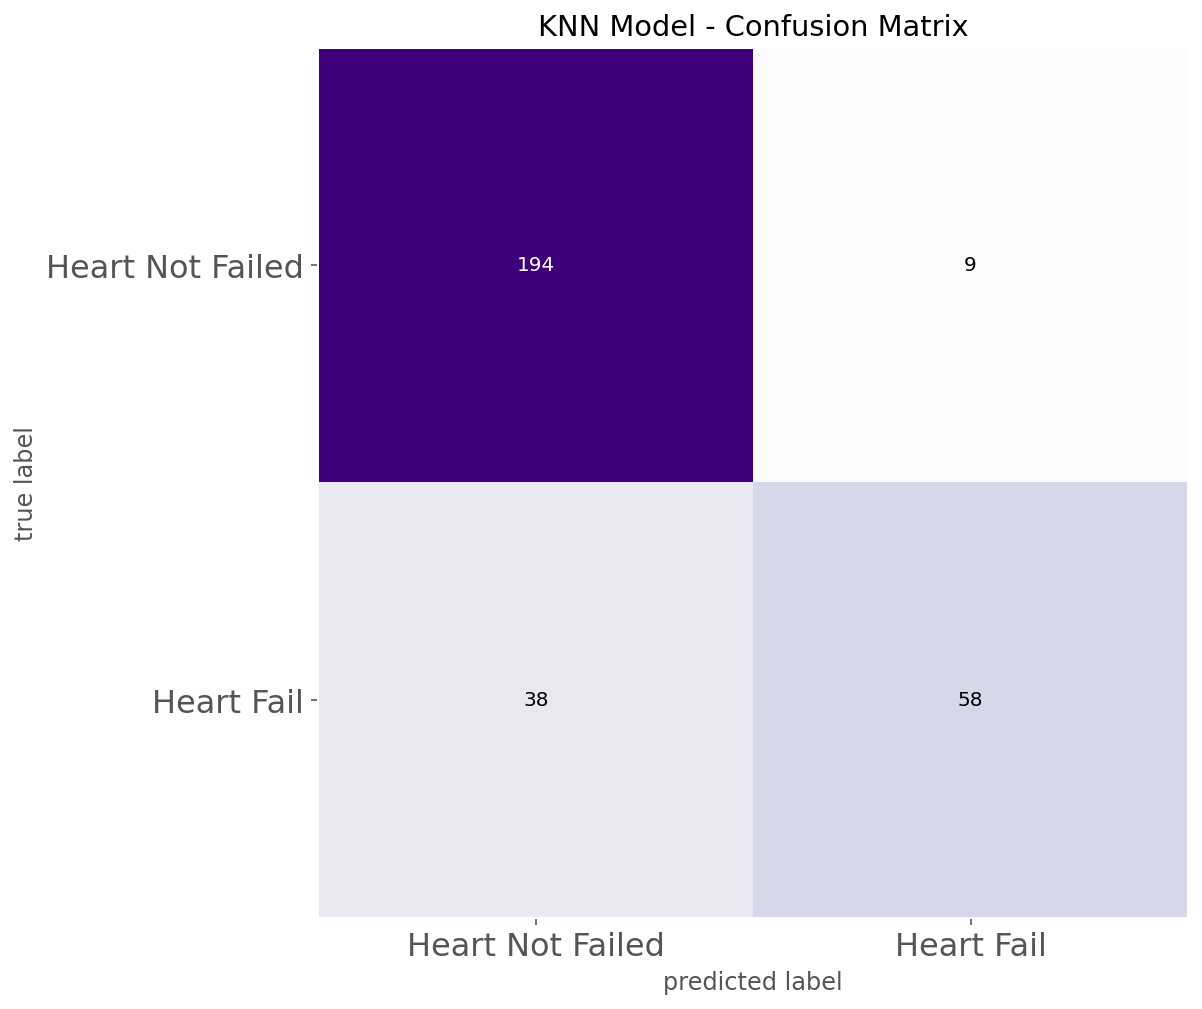 KNN Model - Confusion Matrix
Heart Not Failed
194
9
true label
Heart Fail
38
58
Heart Not Failed
Heart Fail
predicted label